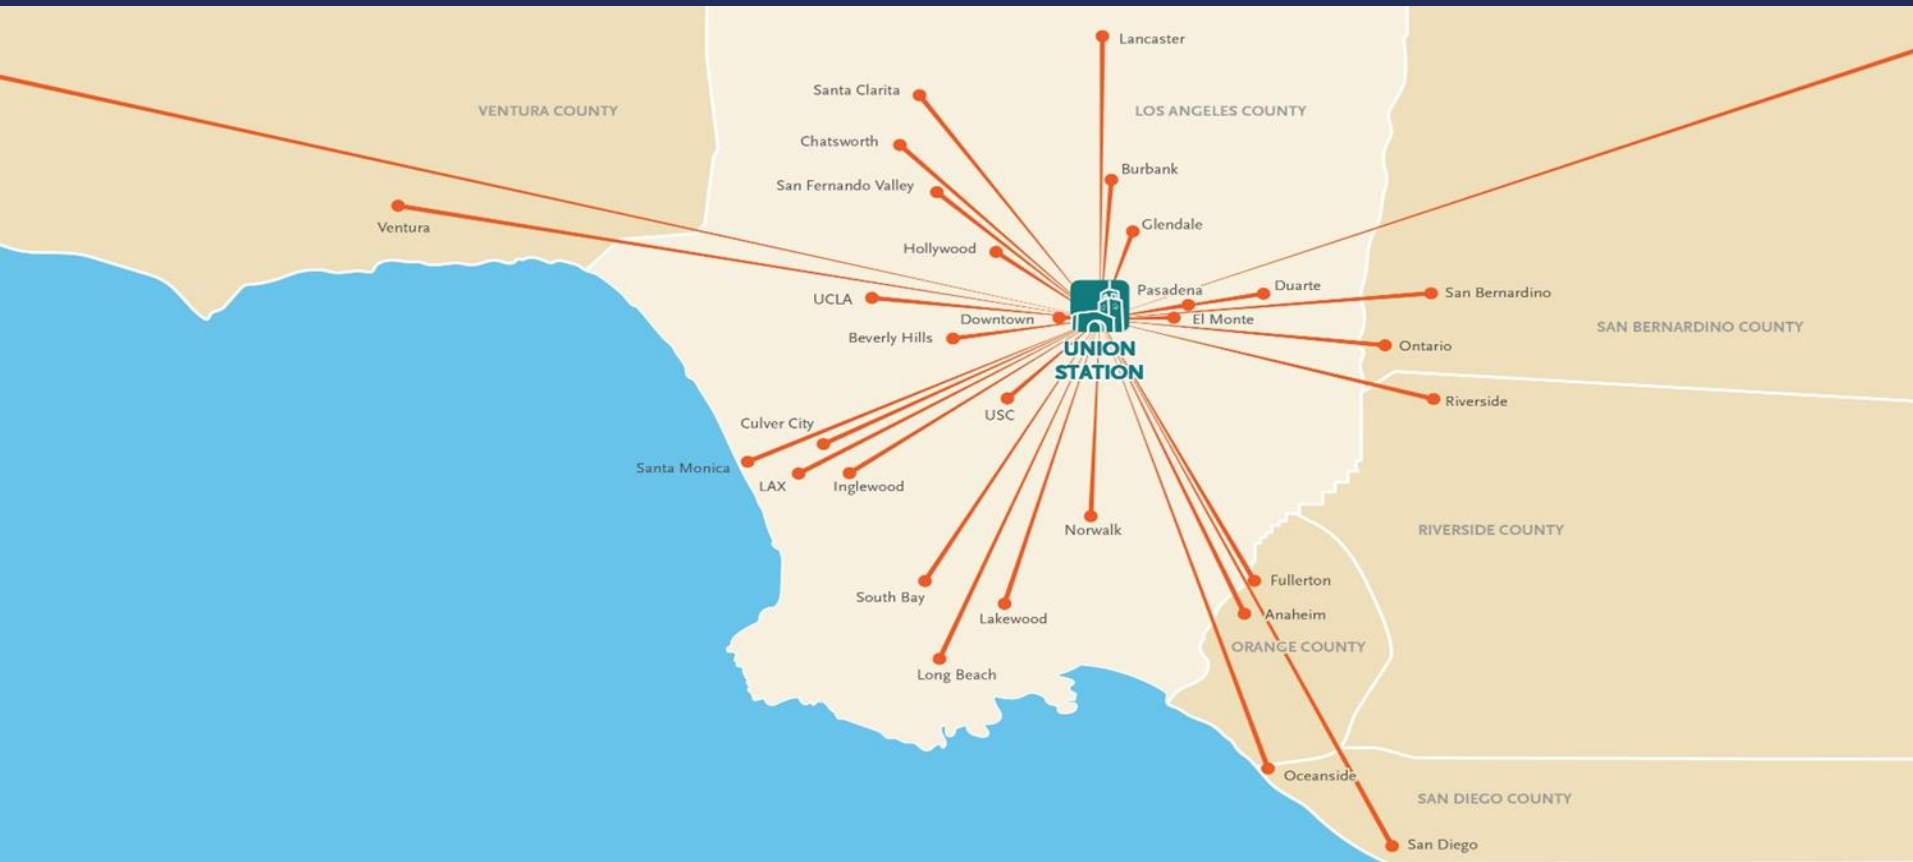 Lancaster
Santa Clarita
VENTURA COUNTY
LOS ANGELES COUNTY
Chatsworth
Burbank
San Fernando Valley
Ventura
Glendale
Hollywood
Pasadena
Duarte
San Bernardino
UCLA
Downtown
El Monte
SAN BERNARDINO COUNTY
Beverly Hills
Ontario
UNION
STATION
Riverside
USC
Culver City
Santa Monica
LAX
Inglewood
Norwalk
RIVERSIDE COUNTY
Fullerton
South Bay
Lakewood
Anaheim
ORANGE COUNTY
Long Beach
Oceanside
SAN DIEGO COUNTY
San Diego